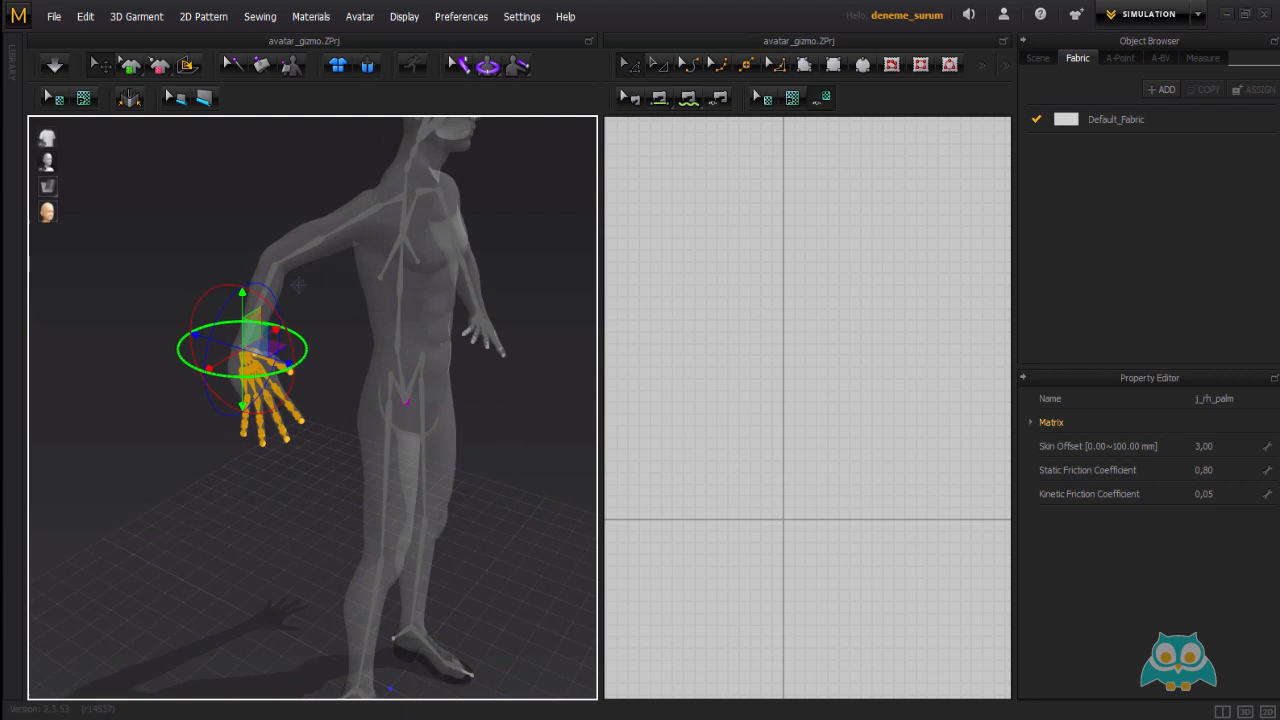 M File Edit 3D Garment 2D Pattern Sewing Materials Avatar Display Preferences Settings Help Hello, deneme_surum SIMULATION
avatar_gizmo.ZPrj avatar_gizmo.ZPrj Object Browser
LIBRARY
Scene Fabric A-Point A-BV Measure
ADD COPY ASSIGN
Default_Fabric
Property Editor
Name j_rh_palm
Matrix
Skin Offset [0.00~100.00 mm] 3,00
Static Friction Coefficient 0,80
Kinetic Friction Coefficient 0,05
Version: 2.3.53 (r14537) 3D 2D